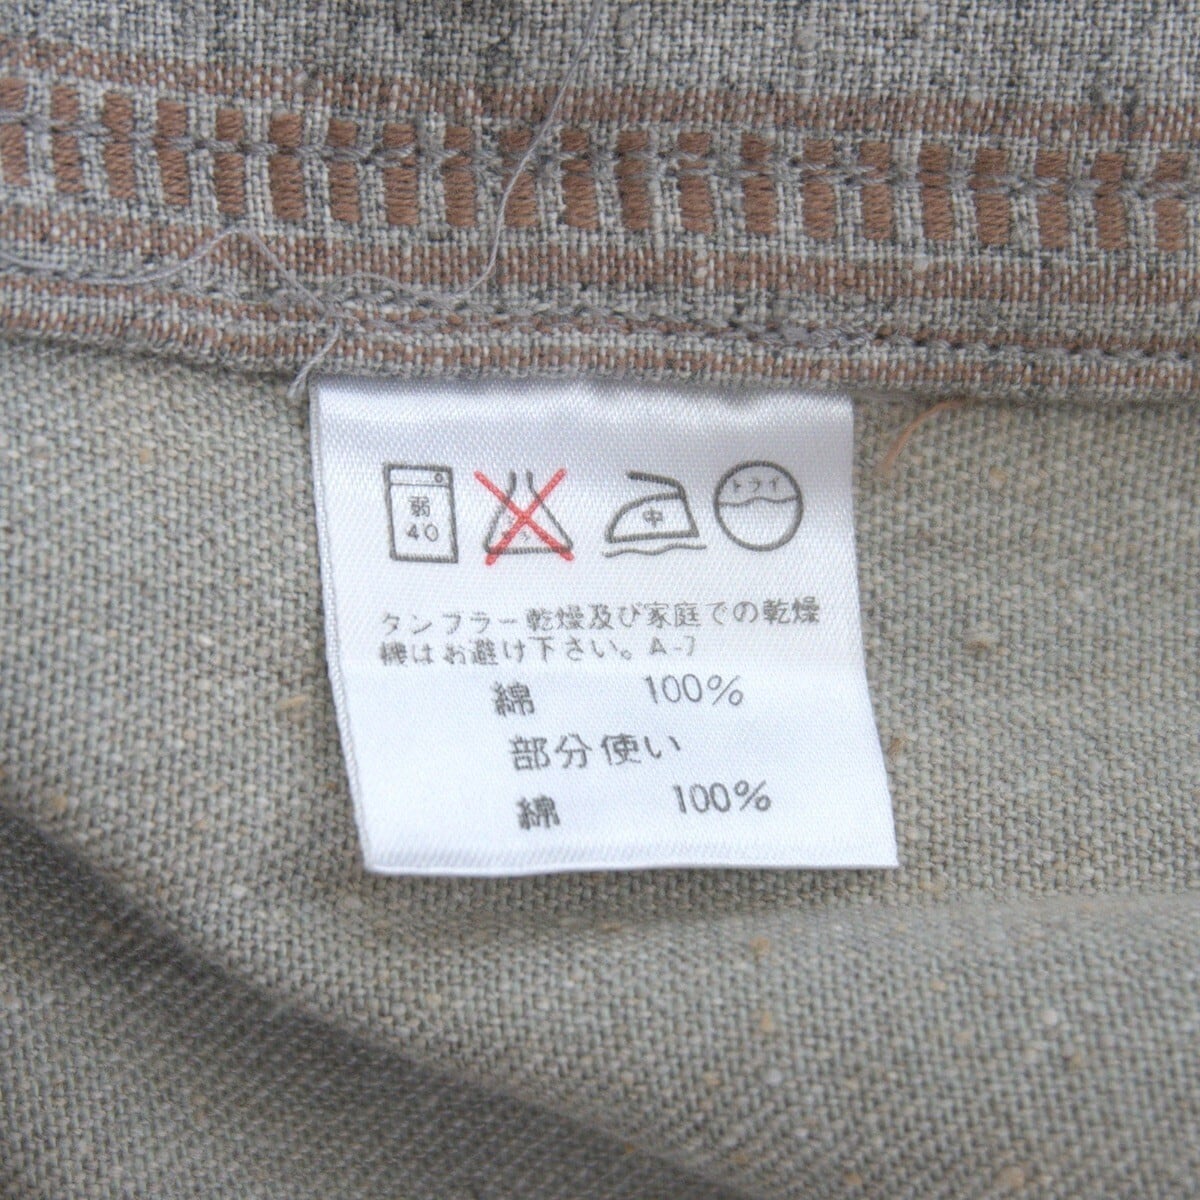 弱 中 ドライ
40
タンブラー乾燥及び家庭での乾燥
機はお避け下さい。A-7
綿 100%
部分使い
綿 100%